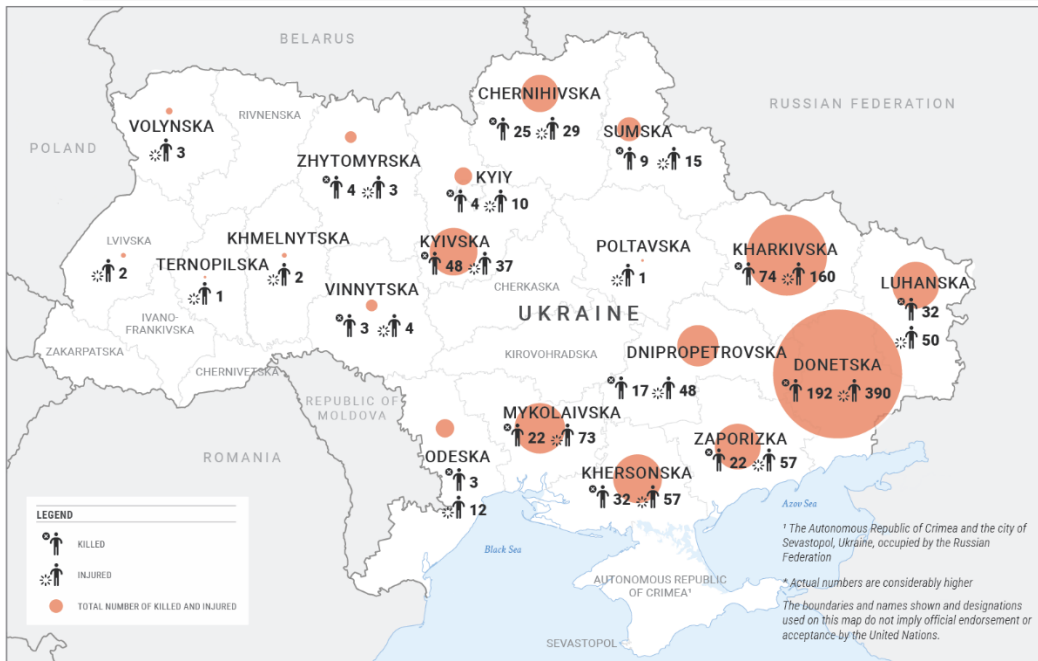 BELARUS
CHERNIHIVSKA
25 29
RUSSIAN FEDERATION
VOLYNSKA
3
RIVNENSKA
SUMSKA
9 15
POLAND
ZHYTOMYRSKA
4 3
KYIV
4 10
LVIVSKA
2
TERNOPILSKA
1
KHMELNYTSKA
2
KYIVSKA
48 37
POLTAVSKA
1
KHARKIVSKA
74 160
LUHANSKA
32
50
VINNYTSKA
3 4
CHERKASKA
IVANO-
FRANKIVSKA
UKRAINE
ZAKARPATSKA
CHERNIVETSKA
KIROVOHRADSKA
DNIPROPETROVSKA
17 48
DONETSKA
192 390
REPUBLIC OF
MOLDOVA
MYKOLAIVSKA
22 73
ZAPORIZKA
22 57
ROMANIA
ODESKA
3
12
KHERSONSKA
32 57
LEGEND
KILLED
INJURED
TOTAL NUMBER OF KILLED AND INJURED
Black Sea
Azov Sea
AUTONOMOUS REPUBLIC
OF CRIMEA¹
SEVASTOPOL
¹ The Autonomous Republic of Crimea and the city of
Sevastopol, Ukraine, occupied by the Russian
Federation
* Actual numbers are considerably higher
The boundaries and names shown and designations
used on this map do not imply official endorsement or
acceptance by the United Nations.